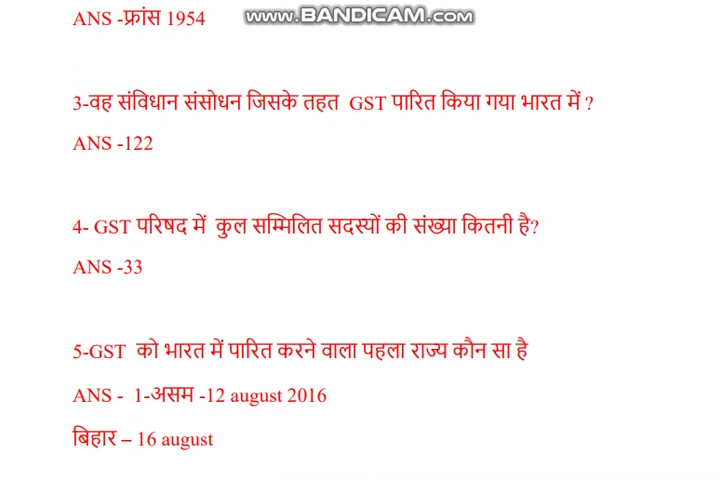 ANS -फ्रांस 1954
www.BANDICAM.com
3-वह संविधान संसोधन जिसके तहत GST पारित किया गया भारत में ?
ANS -122
4- GST परिषद में कुल सम्मिलित सदस्यों की संख्या कितनी है?
ANS -33
5-GST को भारत में पारित करने वाला पहला राज्य कौन सा है
ANS - 1-असम -12 august 2016
बिहार – 16 august